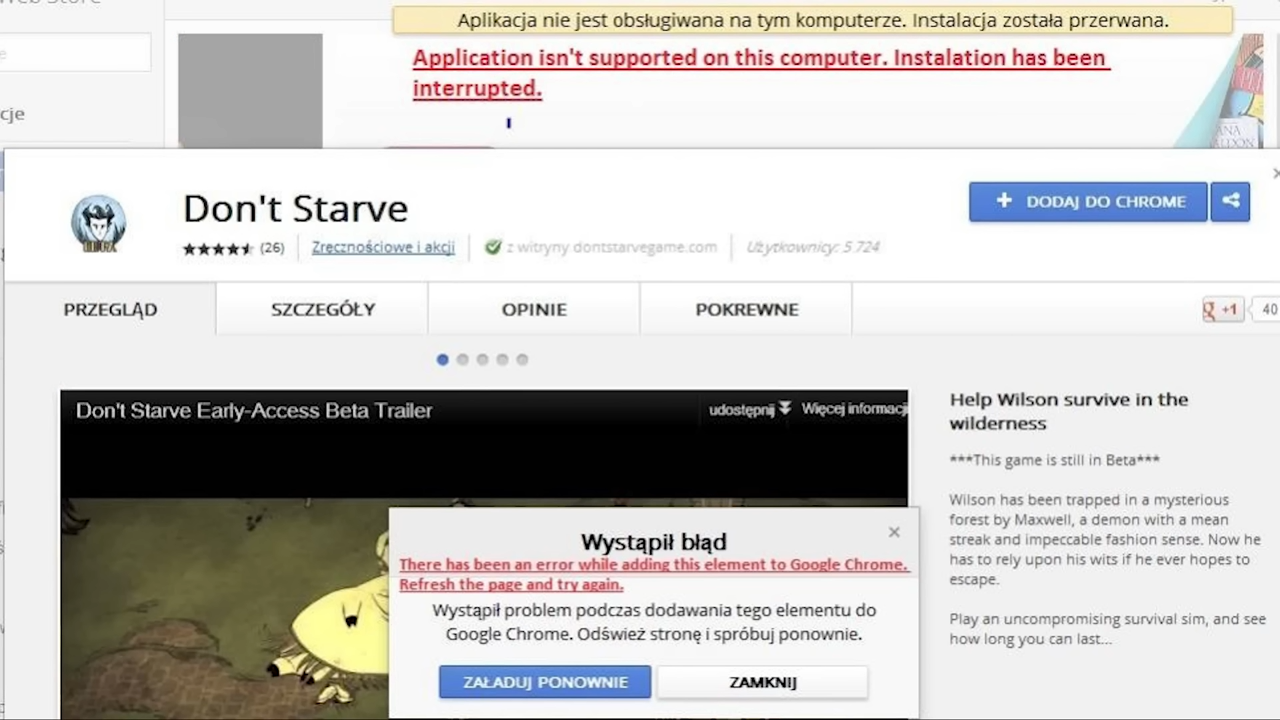 Web Store
Aplikacja nie jest obsługiwana na tym komputerze. Instalacja została przerwana.
Application isn't supported on this computer. Instalation has been
interrupted.
cje
Don't Starve
+ DODAJ DO CHROME
(26) Zręcznościowe i akcji z witryny dontstarvegame.com Użytkownicy: 5 724
PRZEGLĄD SZCZEGÓŁY OPINIE POKREWNE
g +1 40
Don't Starve Early-Access Beta Trailer udostępnij Więcej informacji
Help Wilson survive in the
wilderness
***This game is still in Beta***
Wilson has been trapped in a mysterious
forest by Maxwell, a demon with a mean
streak and impeccable fashion sense. Now he
has to rely upon his wits if he ever hopes to
escape.
Play an uncompromising survival sim, and see
how long you can last...
Wystąpił błąd
There has been an error while adding this element to Google Chrome.
Refresh the page and try again.
Wystąpił problem podczas dodawania tego elementu do
Google Chrome. Odśwież stronę i spróbuj ponownie.
ZAŁADUJ PONOWNIE ZAMKNIJ